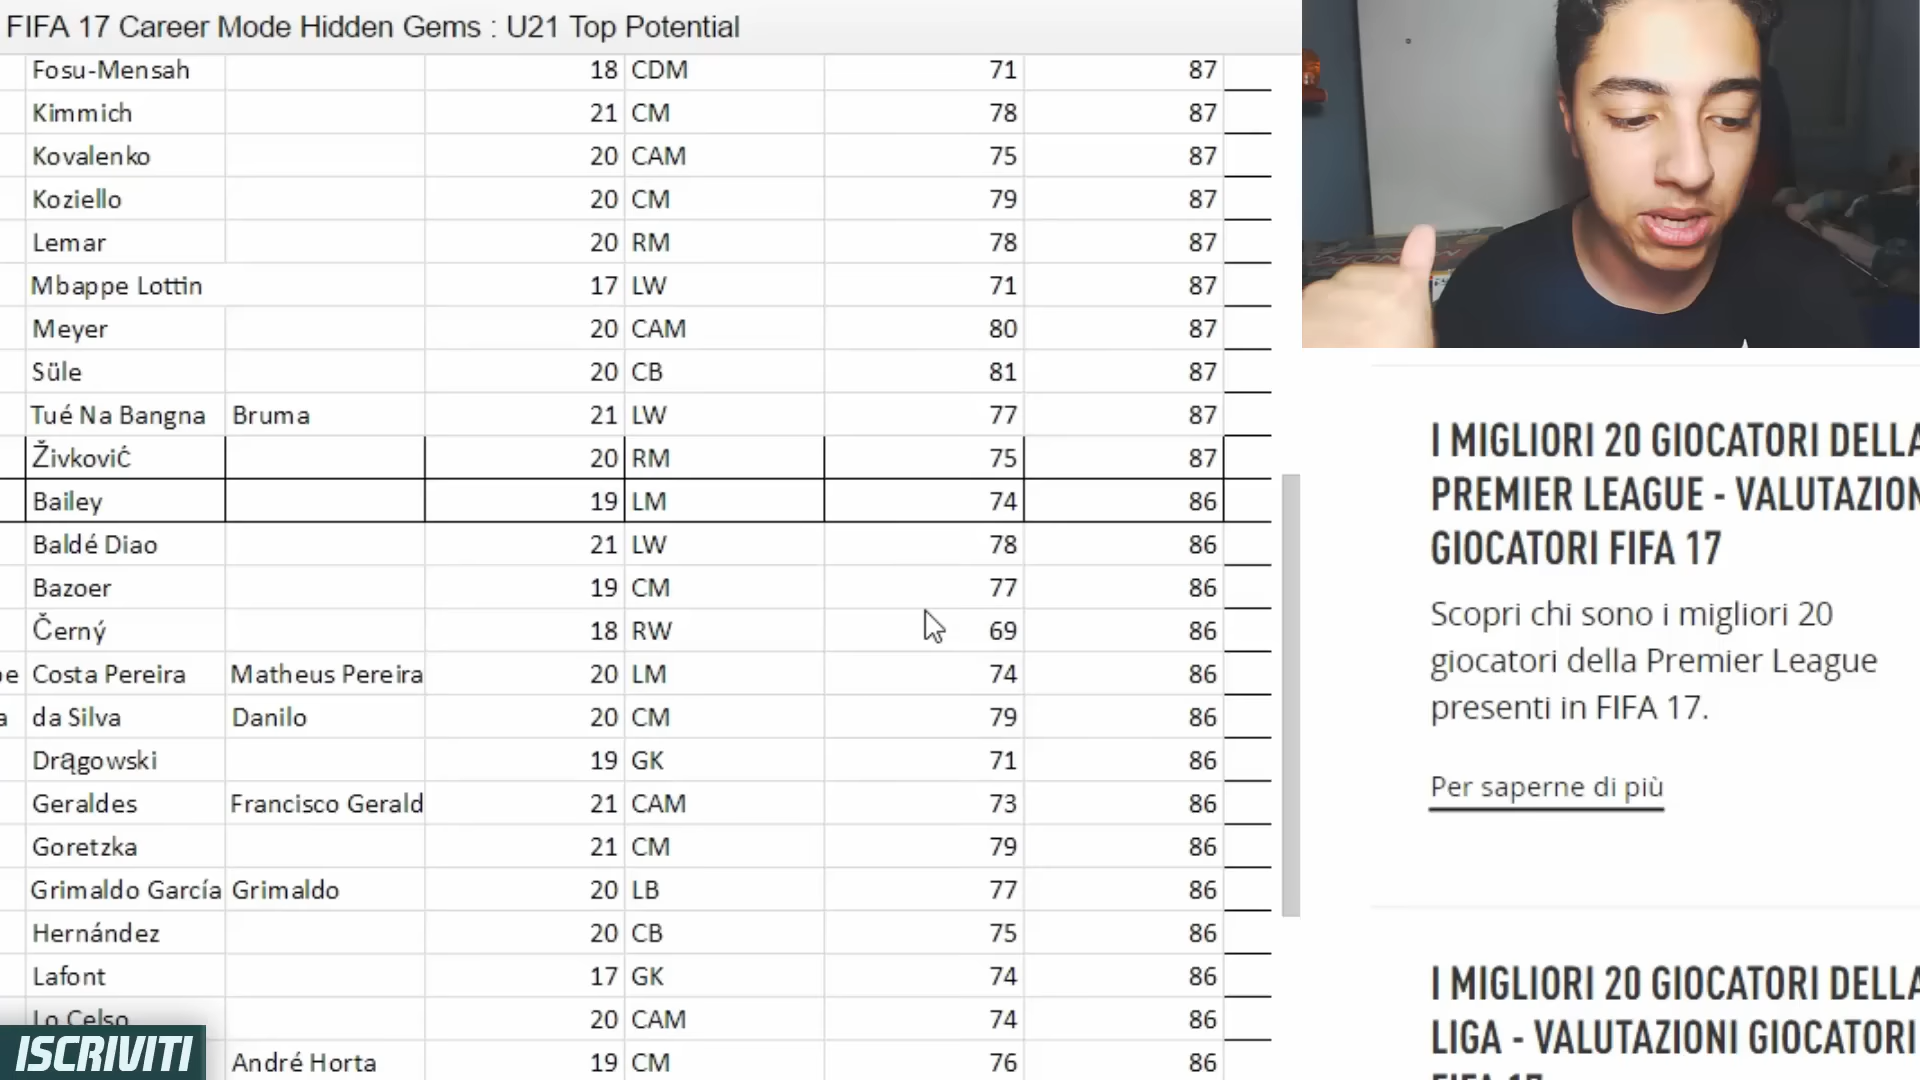 FIFA 17 Career Mode Hidden Gems : U21 Top Potential
Fosu-Mensah 18 CDM 71 87
Kimmich 21 CM 78 87
Kovalenko 20 CAM 75 87
Koziello 20 CM 79 87
Lemar 20 RM 78 87
Mbappe Lottin 17 LW 71 87
Meyer 20 CAM 80 87
Süle 20 CB 81 87
Tué Na Bangna Bruma 21 LW 77 87
Živković 20 RM 75 87
Bailey 19 LM 74 86
Baldé Diao 21 LW 78 86
Bazoer 19 CM 77 86
Černý 18 RW 69 86
pe Costa Pereira Matheus Pereira 20 LM 74 86
a da Silva Danilo 20 CM 79 86
Drągowski 19 GK 71 86
Geraldes Francisco Gerald 21 CAM 73 86
Goretzka 21 CM 79 86
Grimaldo García Grimaldo 20 LB 77 86
Hernández 20 CB 75 86
Lafont 17 GK 74 86
Lo Celso 20 CAM 74 86
André Horta 19 CM 76 86
ISCRIVITI
I MIGLIORI 20 GIOCATORI DELLA
PREMIER LEAGUE - VALUTAZION
GIOCATORI FIFA 17
Scopri chi sono i migliori 20
giocatori della Premier League
presenti in FIFA 17.
Per saperne di più
I MIGLIORI 20 GIOCATORI DELLA
LIGA - VALUTAZIONI GIOCATORI
FIFA 17